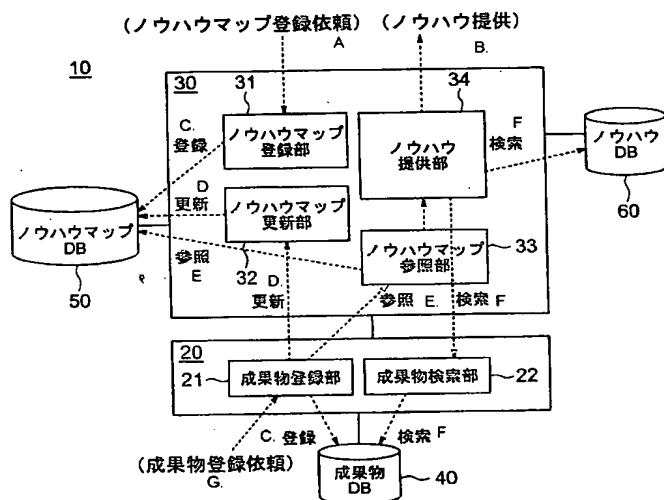 (ノウハウマップ登録依頼) (ノウハウ提供)
A
B.
10
30
31
34
C.
登録
ノウハウマップ
登録部
ノウハウ
提供部
F
検索
ノウハウ
DB
60
D
更新
ノウハウマップ
更新部
ノウハウマップ
DB
50
参照
E
32
D.
更新
ノウハウマップ
参照部
33
参照 E. 検索 F
20
21
成果物登録部
成果物検索部
22
C. 登録
検索 F
(成果物登録依頼)
G.
成果物
DB
40